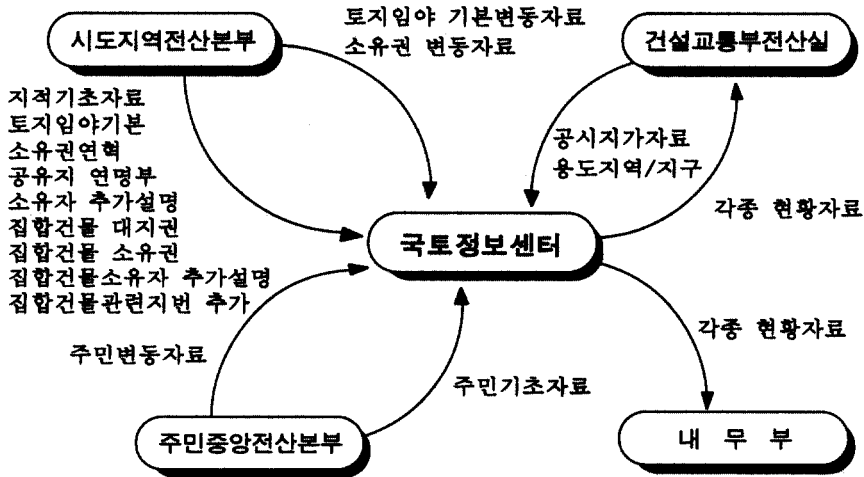 시도지역전산본부
토지임야 기본변동자료
소유권 변동자료
건설교통부전산실
지적기초자료
토지임야기본
소유권연혁
공유지 연명부
소유자 추가설명
집합건물 대지권
집합건물 소유권
집합건물소유자 추가설명
집합건물관련지번 추가
공시지가자료
용도지역/지구
각종 현황자료
국토정보센터
각종 현황자료
주민변동자료
주민기초자료
주민중앙전산본부
내 무 부